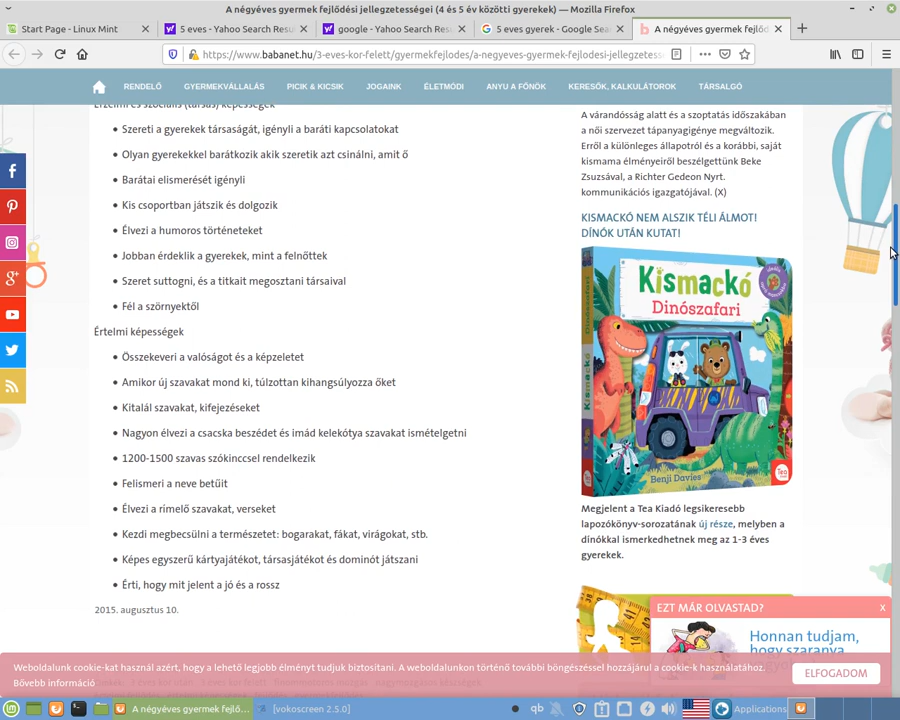 A négyéves gyermek fejlődési jellegzetességei (4 és 5 év közötti gyerekek) — Mozilla Firefox
Start Page - Linux Mint
5 eves - Yahoo Search Resu
google - Yahoo Search Res
5 eves gyerek - Google Sea
A négyéves gyermek fejlőd
https://www.babanet.hu/3-eves-kor-felett/gyermekfejlodes/a-negyeves-gyermek-fejlodesi-jellegzetess
RENDELŐ
GYERMEKVÁLLALÁS
PICIK & KICSIK
JOGAINK
ÉLETMÓDI
ANYU A FŐNÖK
KERESŐK, KALKULÁTOROK
TÁRSALGÓ
Érzelmi és szociális (társas) képességek
• Szereti a gyerekek társaságát, igényli a baráti kapcsolatokat
• Olyan gyerekekkel barátkozik akik szeretik azt csinálni, amit ő
• Barátai elismerését igényli
• Kis csoportban játszik és dolgozik
• Élvezi a humoros történeteket
• Jobban érdeklik a gyerekek, mint a felnőttek
• Szeret suttogni, és a titkait megosztani társaival
• Fél a szörnyektől
Értelmi képességek
• Összekeveri a valóságot és a képzeletet
• Amikor új szavakat mond ki, túlzottan kihangsúlyozza őket
• Kitalál szavakat, kifejezéseket
• Nagyon élvezi a csacska beszédet és imád kelekótya szavakat ismételgetni
• 1200-1500 szavas szókinccsel rendelkezik
• Felismeri a neve betűit
• Élvezi a rímelő szavakat, verseket
• Kezdi megbecsülni a természetet: bogarakat, fákat, virágokat, stb.
• Képes egyszerű kártyajátékot, társasjátékot és dominót játszani
• Érti, hogy mit jelent a jó és a rossz
2015. augusztus 10.
A várandósság alatt és a szoptatás időszakában
a női szervezet tápanyagigénye megváltozik.
Erről a különleges állapotról és a korábbi, saját
kismama élményeiről beszélgettünk Beke
Zsuzsával, a Richter Gedeon Nyrt.
kommunikációs igazgatójával. (X)
KISMACKÓ NEM ALSZIK TÉLI ÁLMOT!
DÍNÓK UTÁN KUTAT!
Kismackó
Dinószafari
Kismackó
Benji Davies
Tea
Megjelent a Tea Kiadó legsikeresebb
lapozókönyv-sorozatának új része, melyben a
dínókkal ismerkedhetnek meg az 1-3 éves
gyerekek.
EZT MÁR OLVASTAD?
X
Honnan tudjam,
hogy szaranya
Weboldalunk cookie-kat használ azért, hogy a lehető legjobb élményt tudjuk biztosítani. A weboldalunkon történő további böngészéssel hozzájárul a cookie-k használatához.
Bővebb információ
ELFOGADOM
A négyéves gyermek fejlő...
[vokoscreen 2.5.0]
qb
Applications